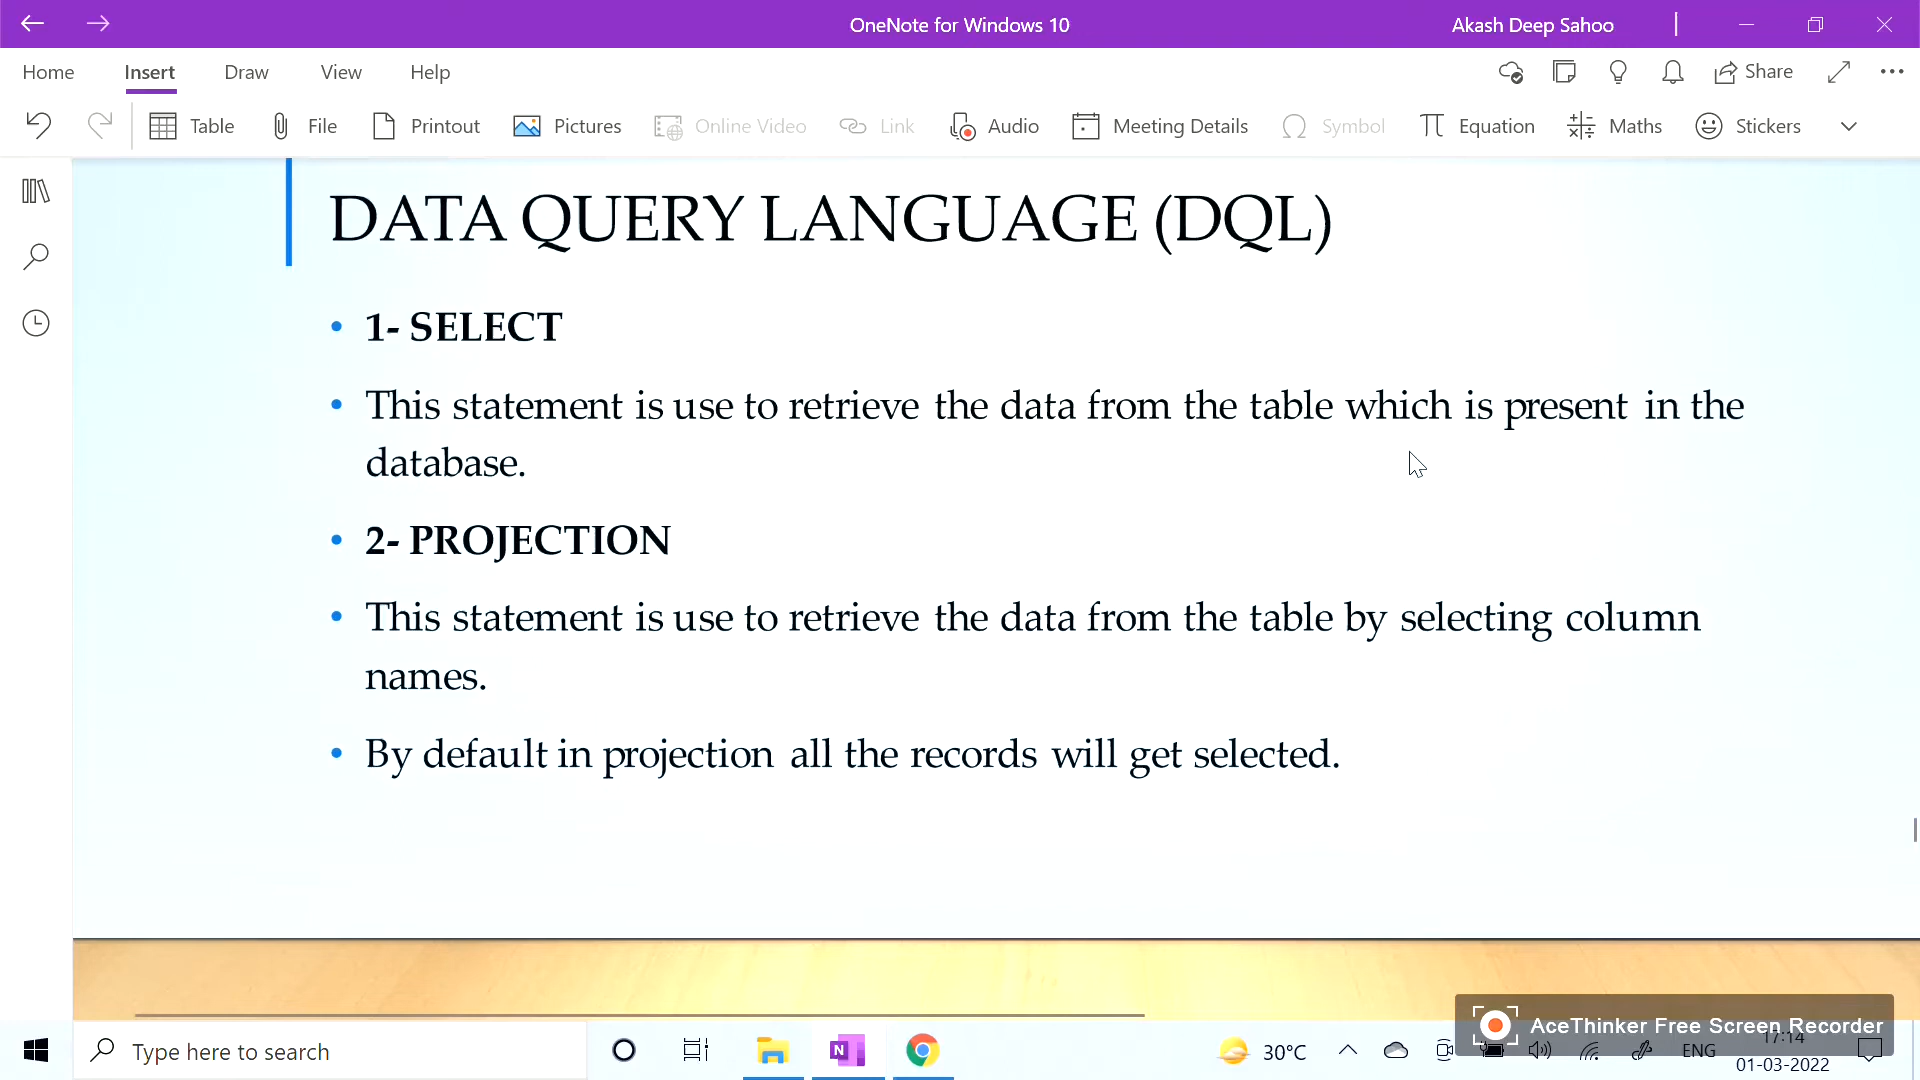 OneNote for Windows 10
Akash Deep Sahoo
Home Insert Draw View Help
Share
Table File Printout Pictures Online Video Link Audio Meeting Details Symbol Equation Maths Stickers
DATA QUERY LANGUAGE (DQL)
• 1- SELECT
• This statement is use to retrieve the data from the table which is present in the
database.
• 2- PROJECTION
• This statement is use to retrieve the data from the table by selecting column
names.
• By default in projection all the records will get selected.
AceThinker Free Screen Recorder
Type here to search
30°C
ENG
17:14
01-03-2022